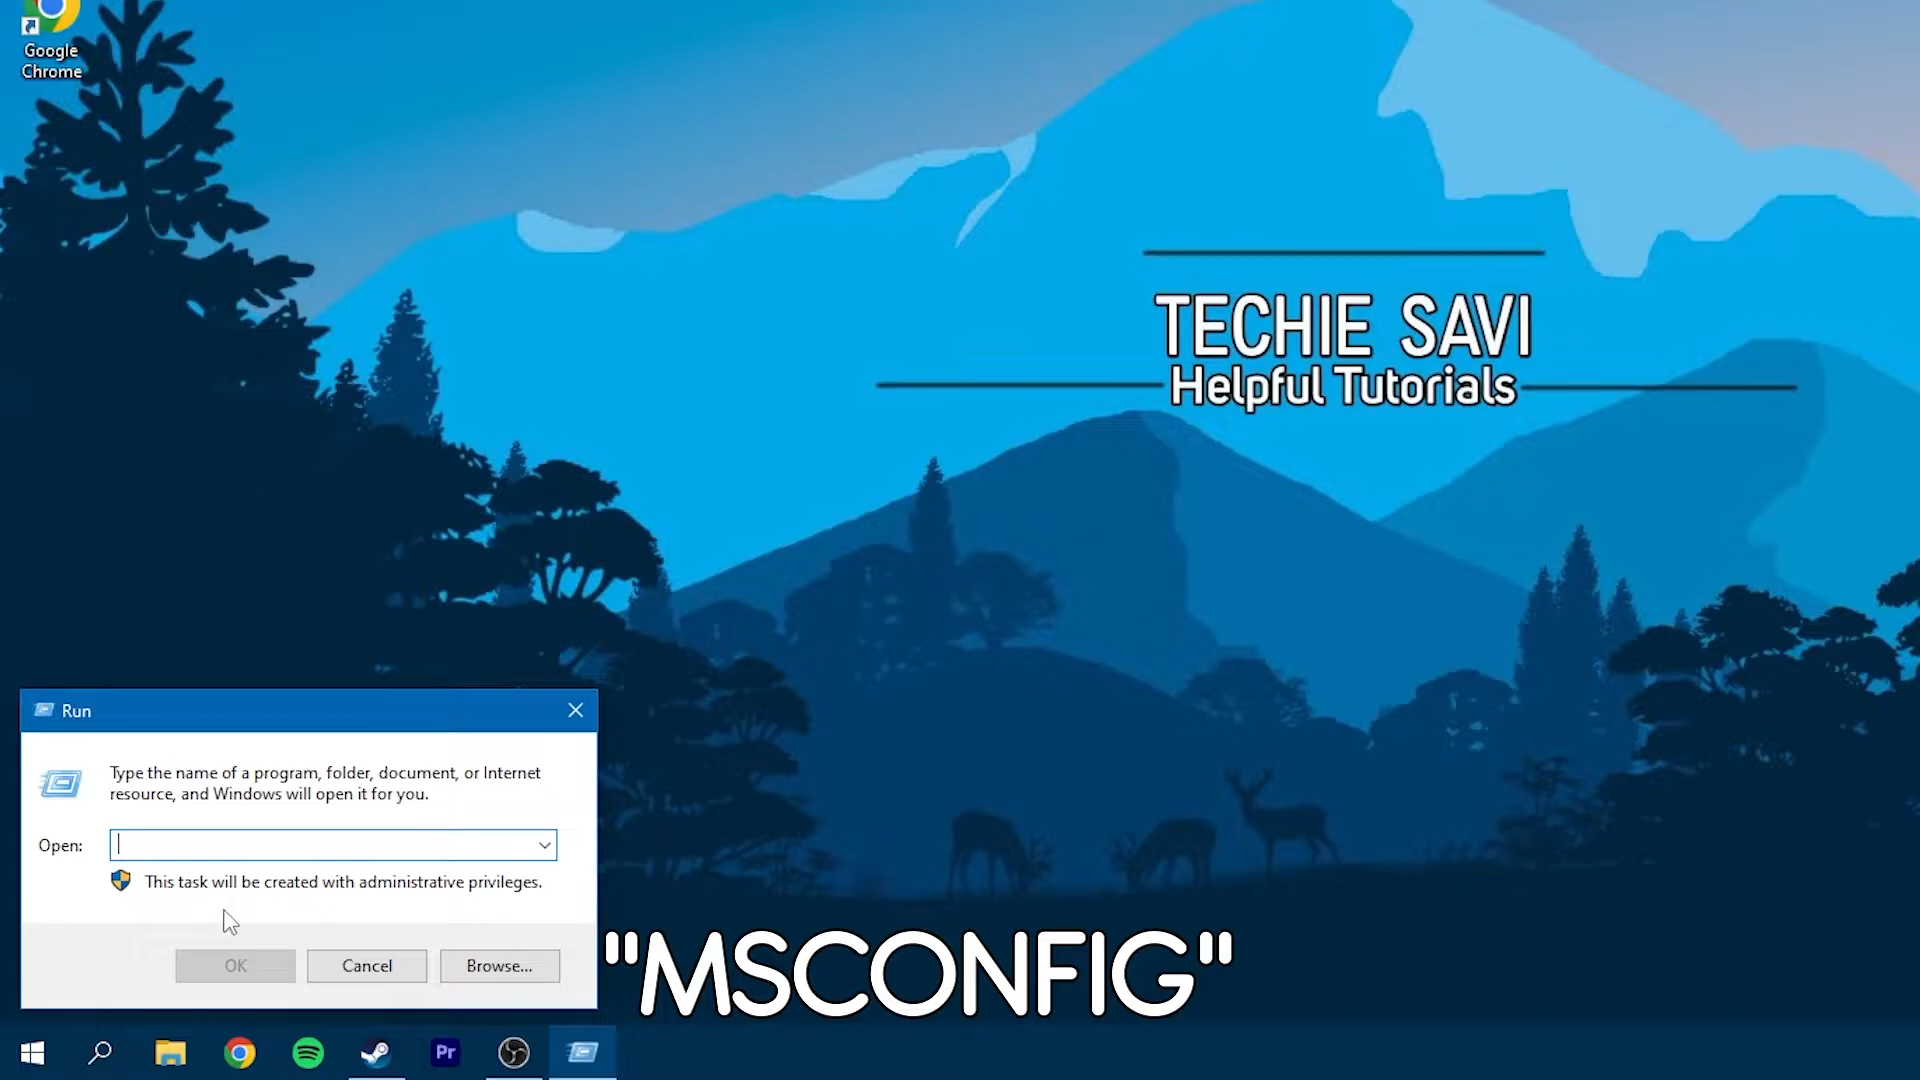 Google
Chrome
TECHIE SAVI
Helpful Tutorials
Run
Type the name of a program, folder, document, or Internet
resource, and Windows will open it for you.
Open:
This task will be created with administrative privileges.
OK
Cancel
Browse...
"MSCONFIG"
Pr